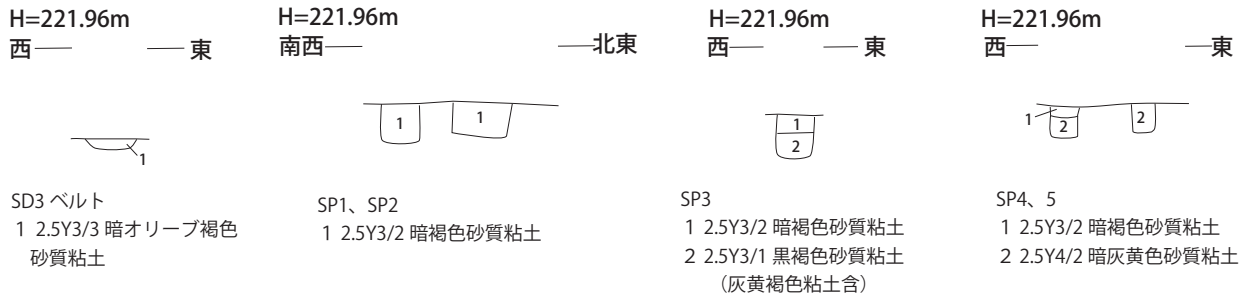 H=221.96m
西 東
1
SD3 ベルト
1 2.5Y3/3 暗オリーブ褐色
砂質粘土
H=221.96m
南西 北東
1 1
SP1、SP2
1 2.5Y3/2 暗褐色砂質粘土
H=221.96m
西 東
1
2
SP3
1 2.5Y3/2 暗褐色砂質粘土
2 2.5Y3/1 黒褐色砂質粘土
（灰黄褐色粘土含）
H=221.96m
西 東
1 2 2
SP4、5
1 2.5Y3/2 暗褐色砂質粘土
2 2.5Y4/2 暗灰黄色砂質粘土